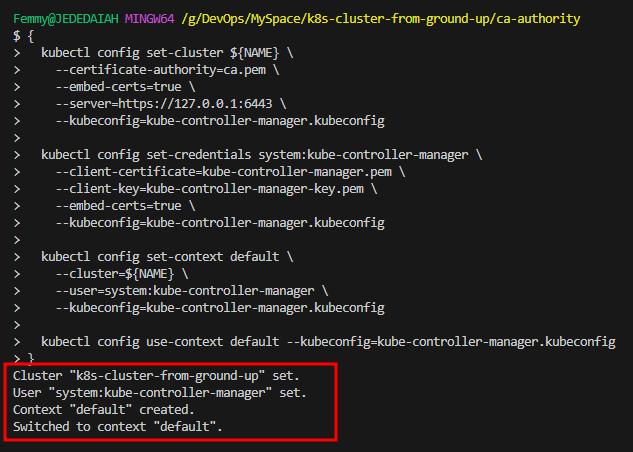 Femmy@JEDEDAIAH MINGW64 /g/DevOps/MySpace/k8s-cluster-from-ground-up/ca-authority
$ {
>   kubectl config set-cluster ${NAME} \
>     --certificate-authority=ca.pem \
>     --embed-certs=true \
>     --server=https://127.0.0.1:6443 \
>     --kubeconfig=kube-controller-manager.kubeconfig
>
>   kubectl config set-credentials system:kube-controller-manager \
>     --client-certificate=kube-controller-manager.pem \
>     --client-key=kube-controller-manager-key.pem \
>     --embed-certs=true \
>     --kubeconfig=kube-controller-manager.kubeconfig
>
>   kubectl config set-context default \
>     --cluster=${NAME} \
>     --user=system:kube-controller-manager \
>     --kubeconfig=kube-controller-manager.kubeconfig
>
>   kubectl config use-context default --kubeconfig=kube-controller-manager.kubeconfig
> }
Cluster "k8s-cluster-from-ground-up" set.
User "system:kube-controller-manager" set.
Context "default" created.
Switched to context "default".